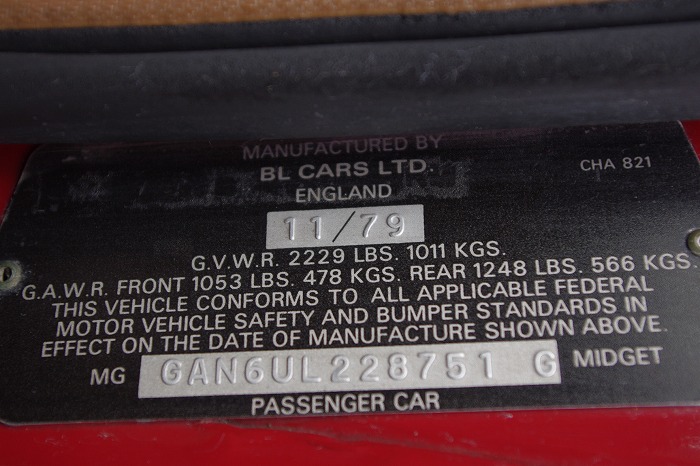 MANUFACTURED BY
BL CARS LTD.
CHA 821
ENGLAND
11/79
G.V.W.R. 2229 LBS. 1011 KGS.
G.A.W.R. FRONT 1053 LBS. 478 KGS. REAR 1248 LBS. 566 KGS
THIS VEHICLE CONFORMS TO ALL APPLICABLE FEDERAL
MOTOR VEHICLE SAFETY AND BUMPER STANDARDS IN
EFFECT ON THE DATE OF MANUFACTURE SHOWN ABOVE.
MG GAN6UL228751 G MIDGET
PASSENGER CAR